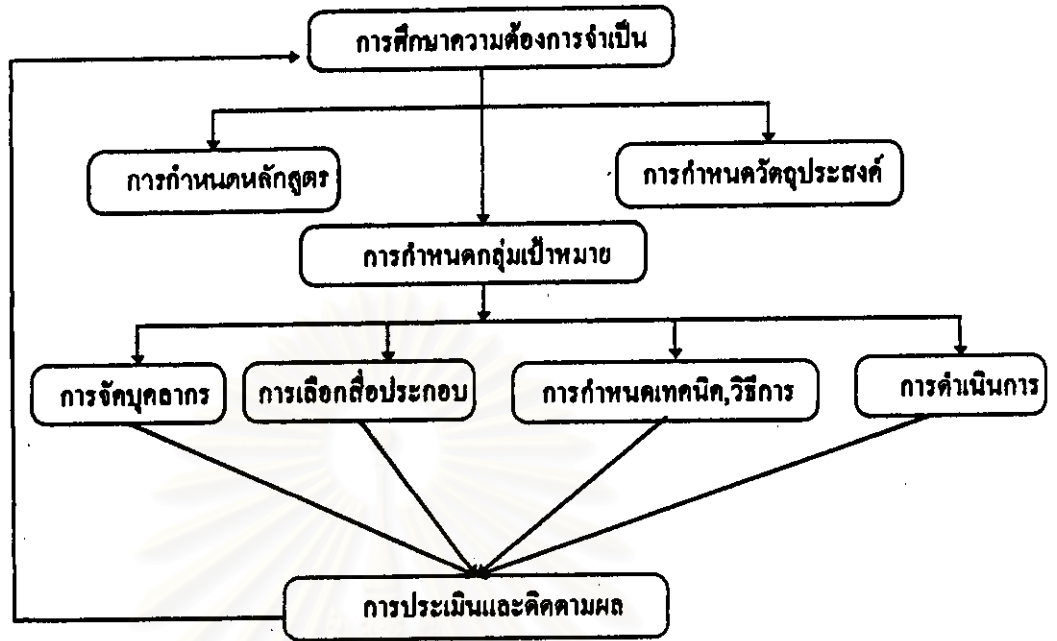 การศึกษาความต้องการจำเป็น
การกำหนดหลักสูตร
การกำหนดวัตถุประสงค์
การกำหนดกลุ่มเป้าหมาย
การจัดบุคลากร
การเลือกสื่อประกอบ
การกำหนดเทคนิค,วิธีการ
การดำเนินการ
การประเมินและติดตามผล